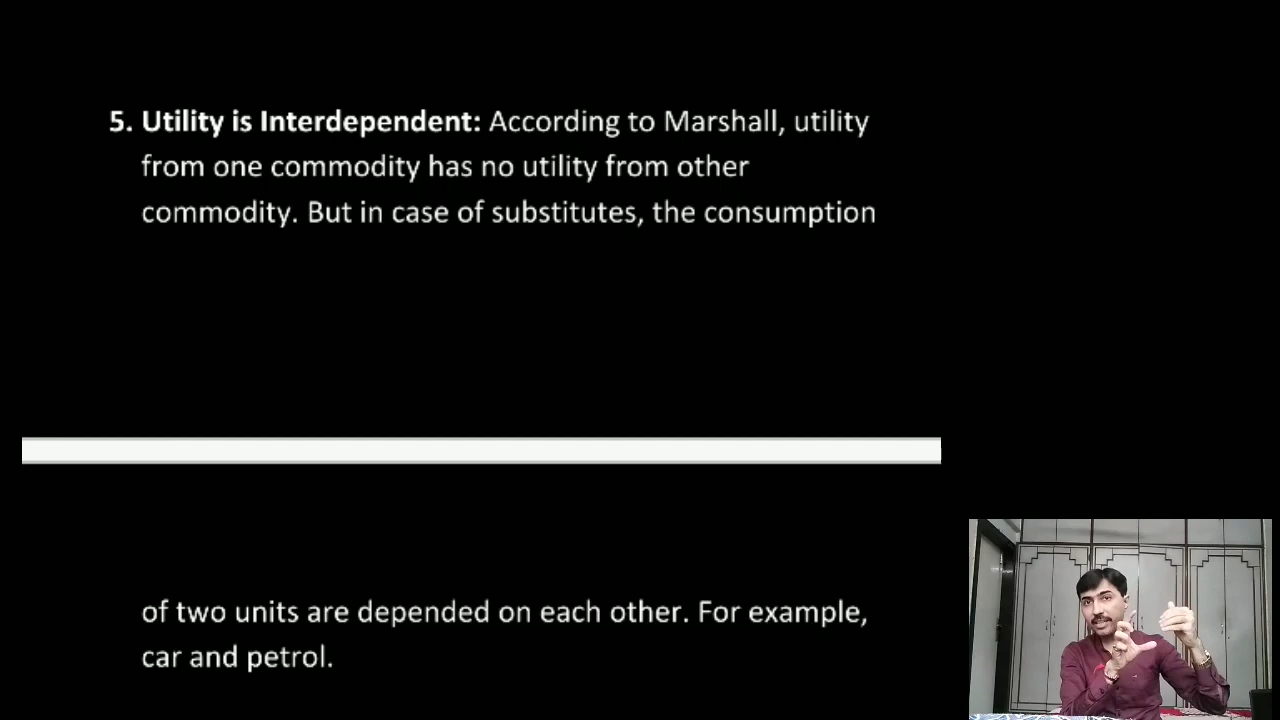 5. Utility is Interdependent: According to Marshall, utility
from one commodity has no utility from other
commodity. But in case of substitutes, the consumption
of two units are depended on each other. For example,
car and petrol.